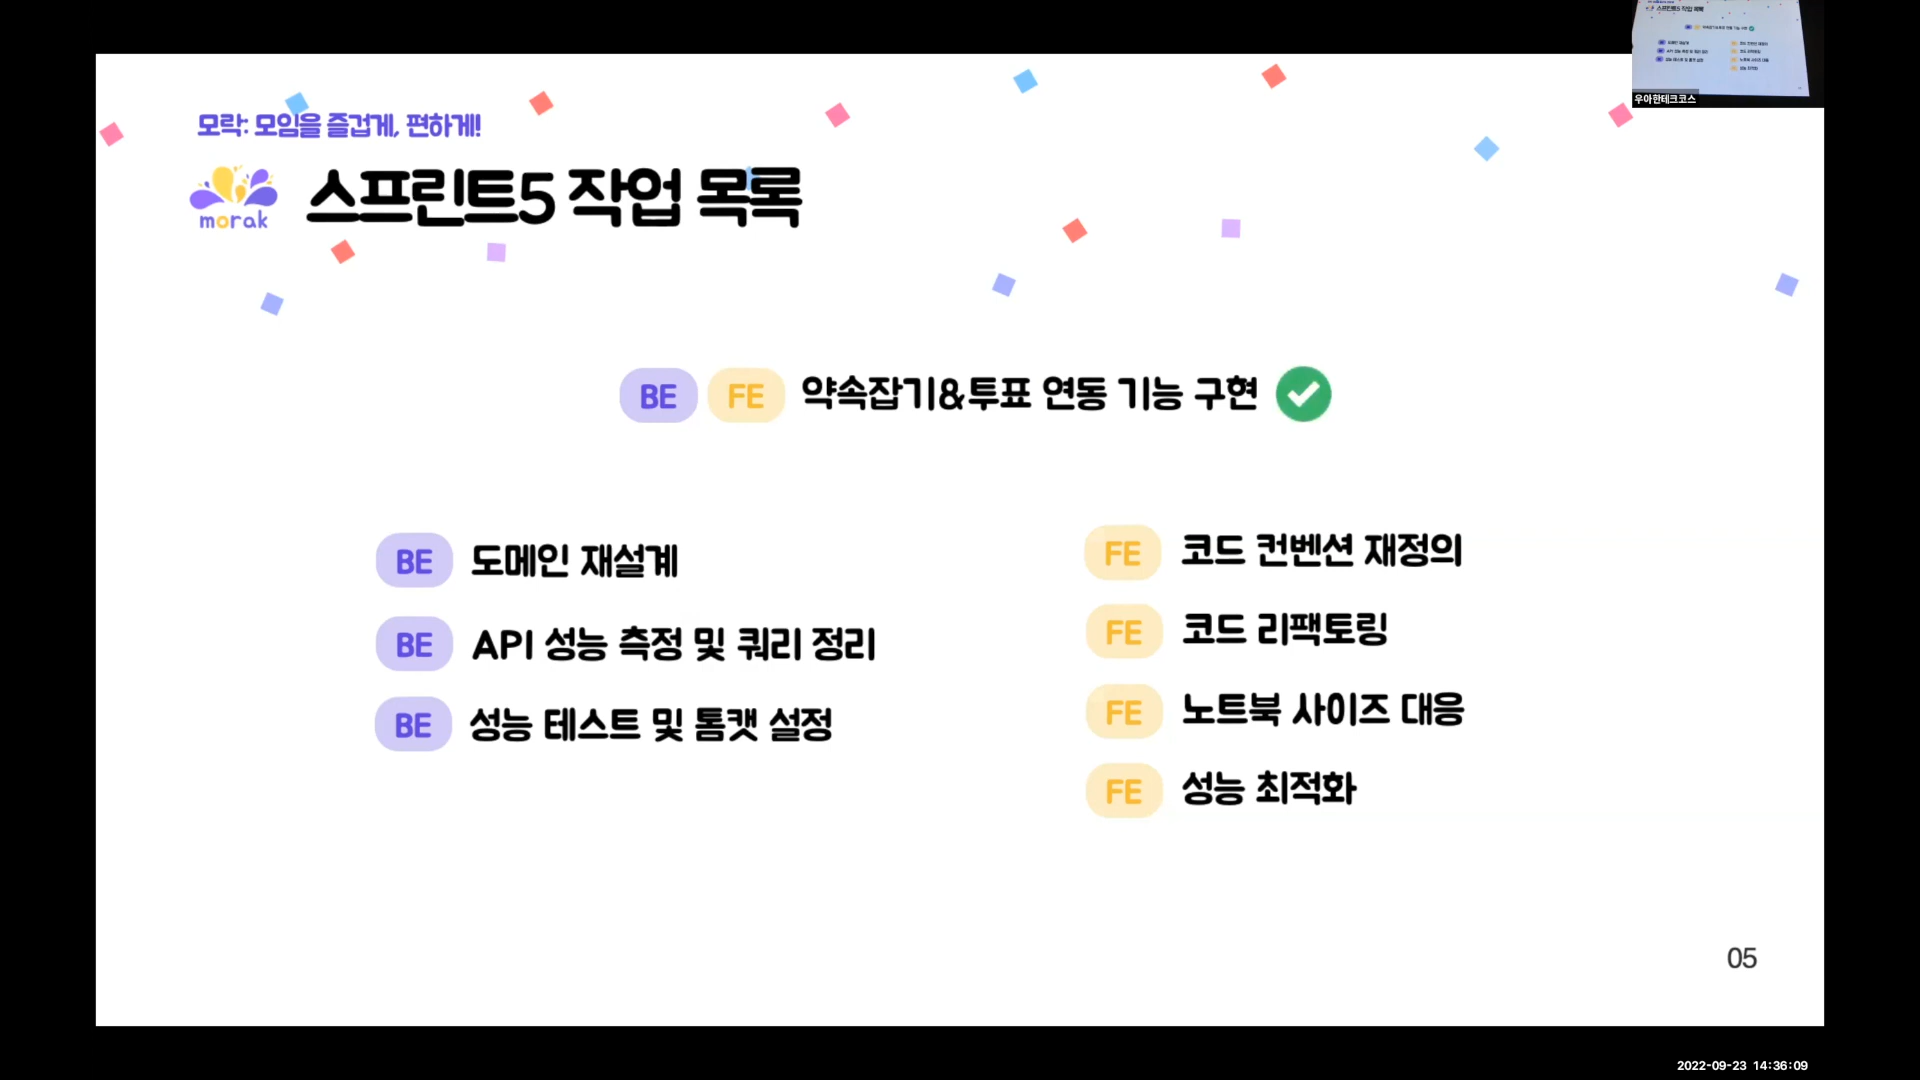 모락: 모임을 즐겁게, 편하게!
morak 스프린트5 작업 목록
BE FE 약속잡기&투표 연동 기능 구현
BE 도메인 재설계
BE API 성능 측정 및 쿼리 정리
BE 성능 테스트 및 톰캣 설정
FE 코드 컨벤션 재정의
FE 코드 리팩토링
FE 노트북 사이즈 대응
FE 성능 최적화
05
우아한테크코스
2022-09-23 14:36:09